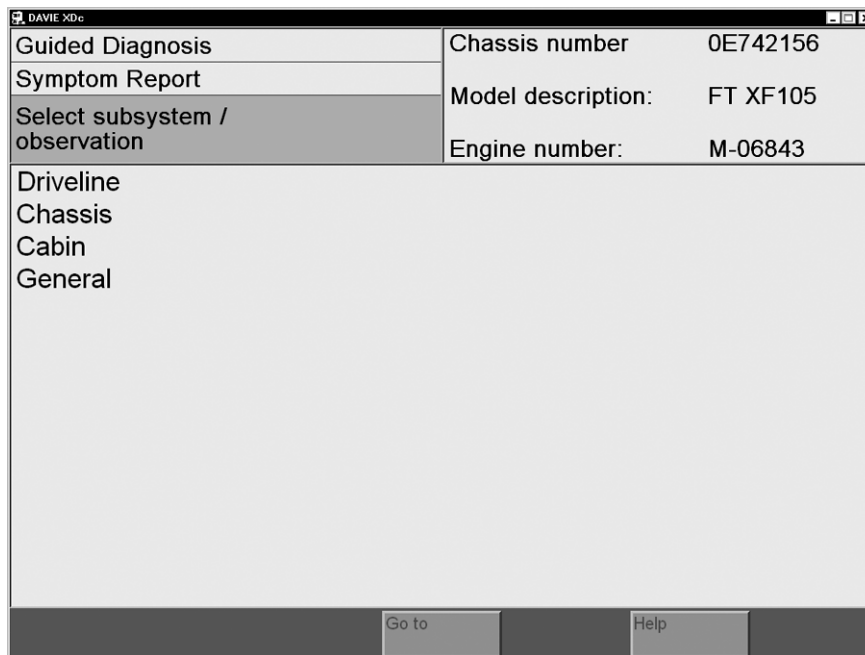 DAVIE XDc
Guided Diagnosis
Symptom Report
Select subsystem /
observation
Chassis number 0E742156
Model description: FT XF105
Engine number: M-06843
Driveline
Chassis
Cabin
General
Go to
Help